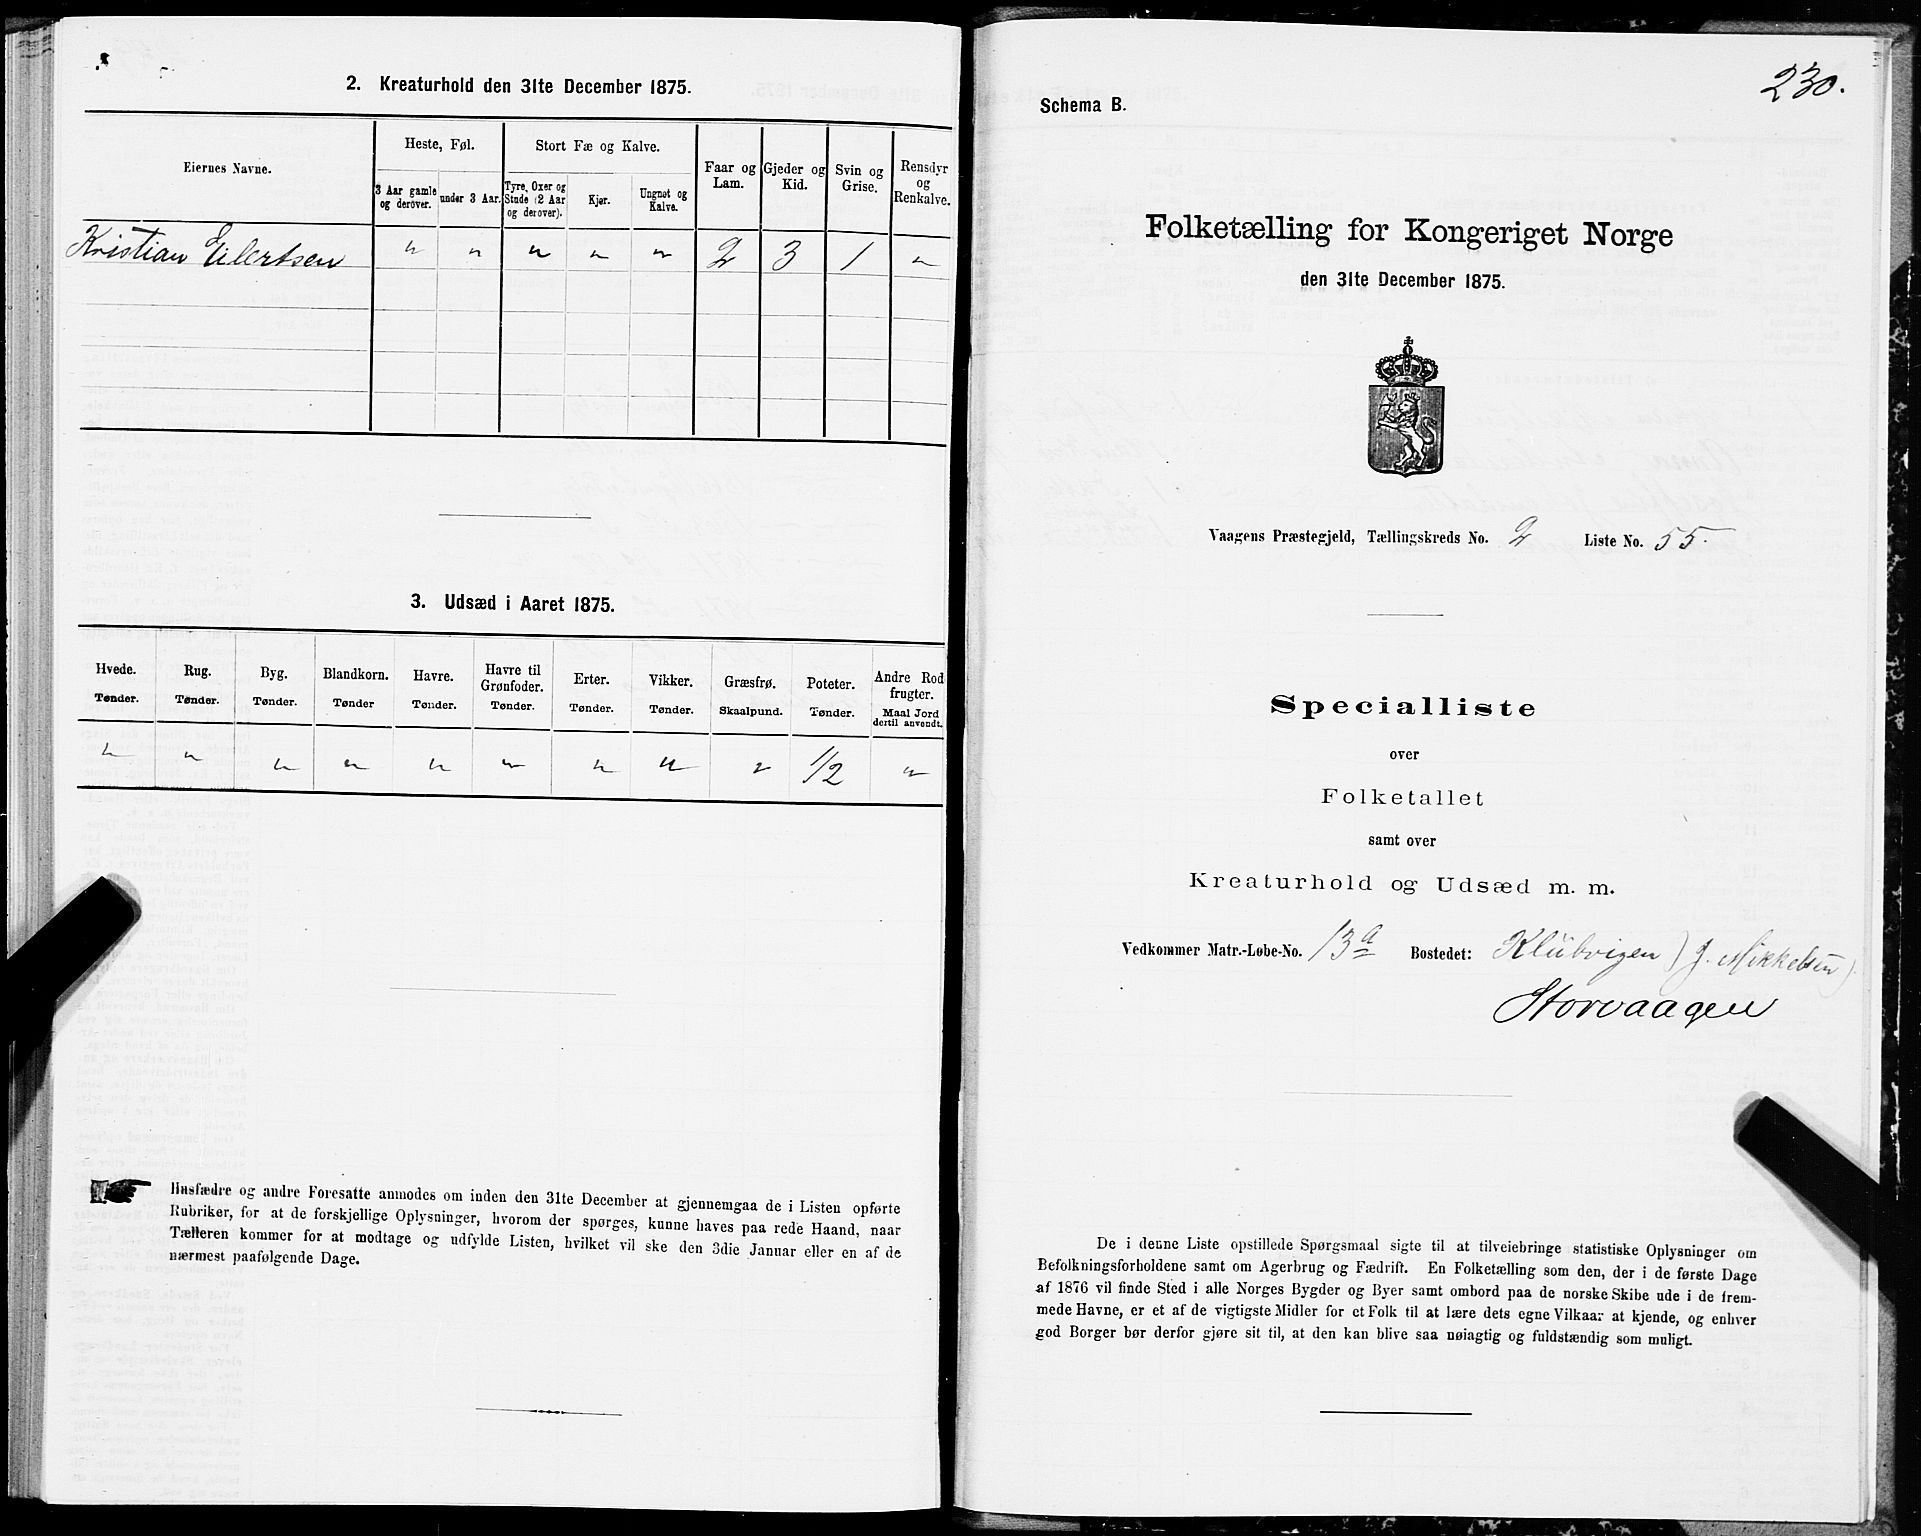 2. Kreaturhold den 31te December 1875.
Eiernes Navne.
Heste, Føl.
Stort Fæ og Kalve.
Faar og Lam.
Gjeder og Kid.
Svin og Grise.
Rensdyr og Renkalve.
3 Aar gamle og derover.
under 3 Aar.
Tyre, Oxer og Stude (2 Aar og derover).
Kjør.
Ungnøt og Kalve.
Kristian Eilertsen " " " " " 2 3 1 "
3. Udsæd i Aaret 1875.
Hvede. Rug. Byg. Blandkorn. Havre. Havre til Grønfoder. Erter. Vikker. Græsfrø. Poteter. Andre Rodfrugter.
Tønder. Tønder. Tønder. Tønder Tønder. Tønder. Tønder. Tønder. Skaalpund. Tønder. Maal Jord dertil anvendt.
" " " " " " " " " 1/2 "
Husfædre og andre Foresatte anmodes om inden den 31te December at gjennemgaa de i Listen opførte
Rubriker, for at de forskjellige Oplysninger, hvorom der spørges, kunne haves paa rede Haand, naar
Tælleren kommer for at modtage og udfylde Listen, hvilket vil ske den 3die Januar eller en af de
nærmest paafølgende Dage.
230.
Schema B.
Folketælling for Kongeriget Norge
den 31te December 1875.
Vaagens Præstegjeld, Tællingskreds No. 2 Liste No. 55.
Specialliste
over
Folketallet
samt over
Kreaturhold og Udsæd m. m.
Vedkommer Matr.-Løbe-No. 13a Bostedet: Klübvigen) J. Mikkelsen).
Storvaagen
De i denne Liste opstillede Spørgsmaal sigte til at tilveiebringe statistiske Oplysninger om
Befolkningsforholdene samt om Agerbrug og Fædrift. En Folketælling som den, der i de første Dage
af 1876 vil finde Sted i alle Norges Bygder og Byer samt ombord paa de norske Skibe ude i de frem-
mede Havne, er et af de vigtigste Midler for et Folk til at lære dets egne Vilkaar at kjende, og enhver
god Borger bør derfor gjøre sit til, at den kan blive saa nøiagtig og fuldstændig som muligt.